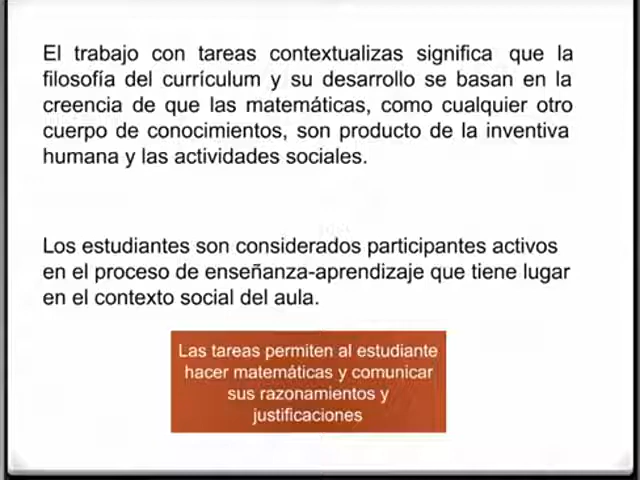 El trabajo con tareas contextualizas significa que la
filosofía del currículum y su desarrollo se basan en la
creencia de que las matemáticas, como cualquier otro
cuerpo de conocimientos, son producto de la inventiva
humana y las actividades sociales.
Los estudiantes son considerados participantes activos
en el proceso de enseñanza-aprendizaje que tiene lugar
en el contexto social del aula.
Las tareas permiten al estudiante
hacer matemáticas y comunicar
sus razonamientos y
justificaciones